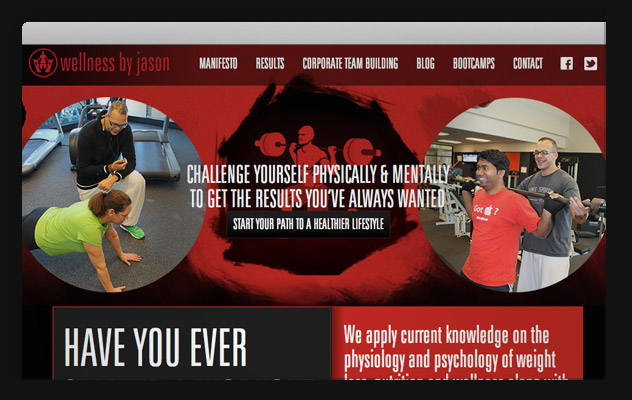 wellness by jason
MANIFESTO RESULTS CORPORATE TEAM BUILDING BLOG BOOTCAMPS CONTACT
CHALLENGE YOURSELF PHYSICALLY & MENTALLY
TO GET THE RESULTS YOU'VE ALWAYS WANTED
START YOUR PATH TO A HEALTHIER LIFESTYLE
Got ?
HAVE YOU EVER
We apply current knowledge on the
physiology and psychology of weight